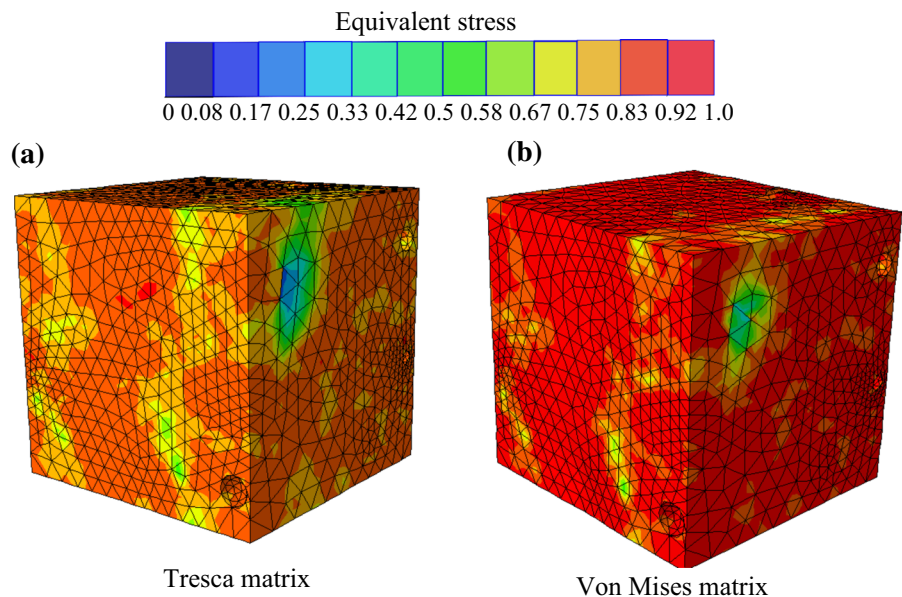 Equivalent stress
0 0.08 0.17 0.25 0.33 0.42 0.5 0.58 0.67 0.75 0.83 0.92 1.0
(a)
(b)
Tresca matrix
Von Mises matrix